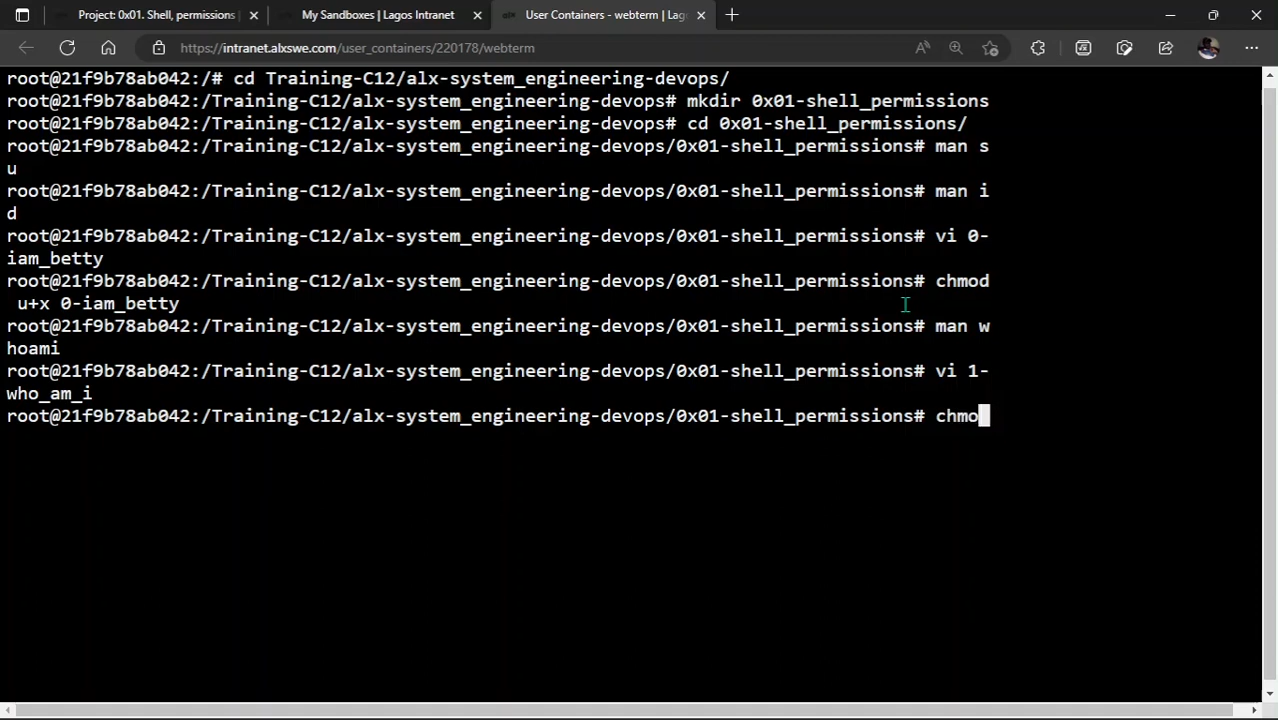 Project: 0x01. Shell, permissions
My Sandboxes | Lagos Intranet
User Containers - webterm | Lag
https://intranet.alxswe.com/user_containers/220178/webterm
root@21f9b78ab042:/# cd Training-C12/alx-system_engineering-devops/
root@21f9b78ab042:/Training-C12/alx-system_engineering-devops# mkdir 0x01-shell_permissions
root@21f9b78ab042:/Training-C12/alx-system_engineering-devops# cd 0x01-shell_permissions/
root@21f9b78ab042:/Training-C12/alx-system_engineering-devops/0x01-shell_permissions# man s
u
root@21f9b78ab042:/Training-C12/alx-system_engineering-devops/0x01-shell_permissions# man i
d
root@21f9b78ab042:/Training-C12/alx-system_engineering-devops/0x01-shell_permissions# vi 0-
iam_betty
root@21f9b78ab042:/Training-C12/alx-system_engineering-devops/0x01-shell_permissions# chmod
 u+x 0-iam_betty
root@21f9b78ab042:/Training-C12/alx-system_engineering-devops/0x01-shell_permissions# man w
hoami
root@21f9b78ab042:/Training-C12/alx-system_engineering-devops/0x01-shell_permissions# vi 1-
who_am_i
root@21f9b78ab042:/Training-C12/alx-system_engineering-devops/0x01-shell_permissions# chmo